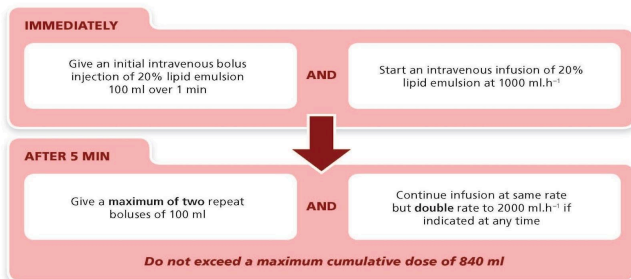 IMMEDIATELY
Give an initial intravenous bolus
injection of 20% lipid emulsion
100 ml over 1 min
AND
Start an intravenous infusion of 20%
lipid emulsion at 1000 ml.h⁻¹
AFTER 5 MIN
Give a maximum of two repeat
boluses of 100 ml
AND
Continue infusion at same rate
but double rate to 2000 ml.h⁻¹ if
indicated at any time
Do not exceed a maximum cumulative dose of 840 ml